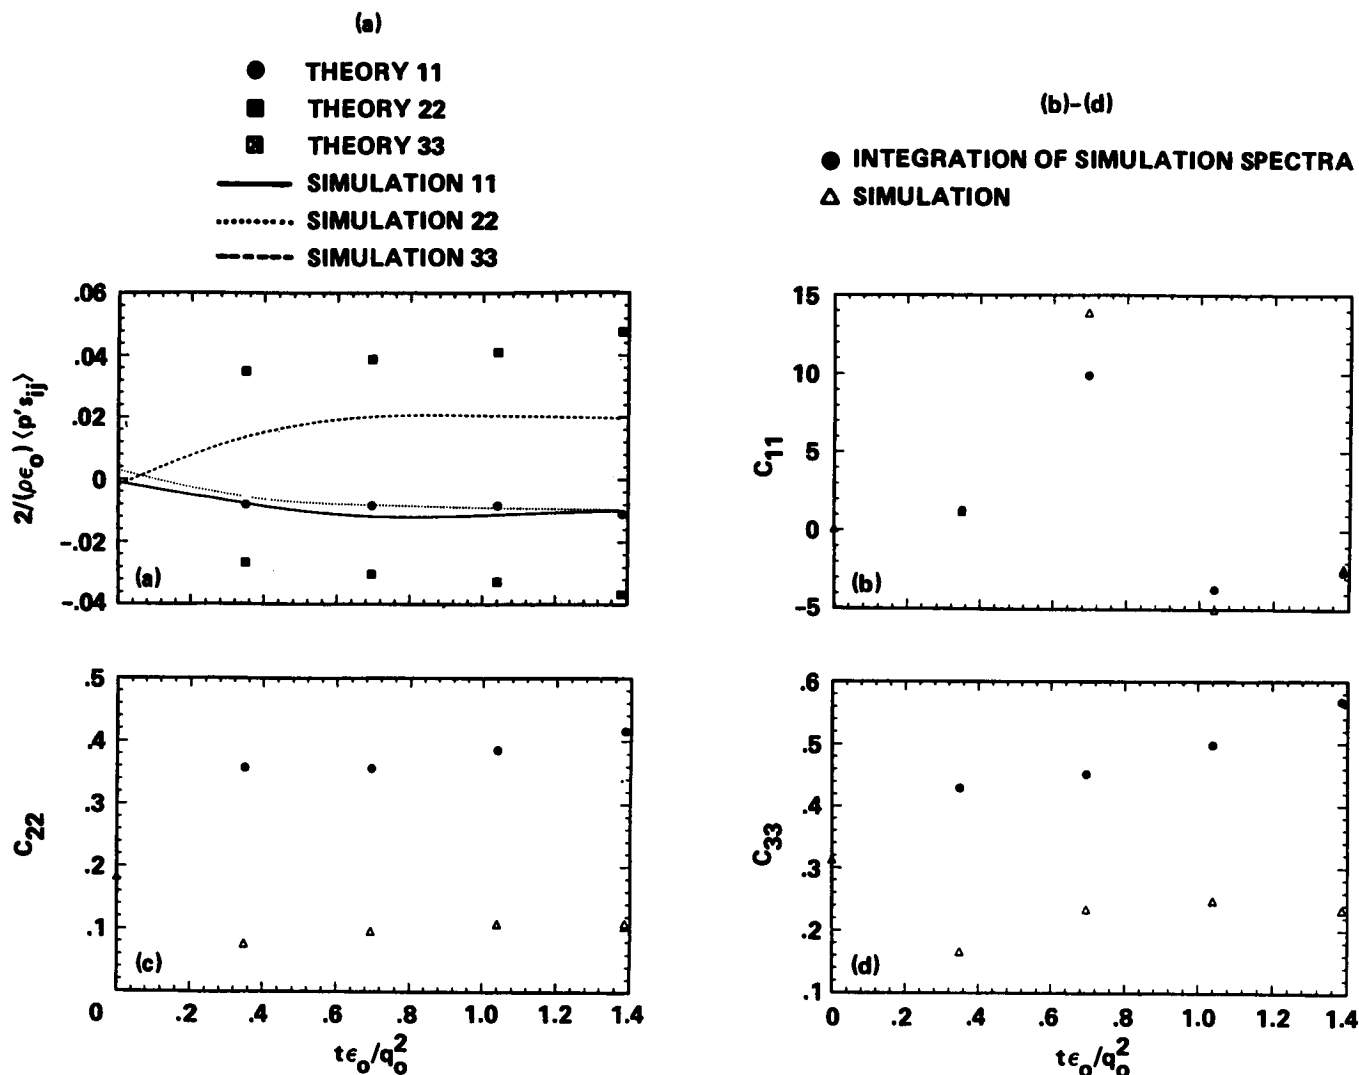 (a)
THEORY 11
THEORY 22
THEORY 33
SIMULATION 11
SIMULATION 22
SIMULATION 33
(b)-(d)
INTEGRATION OF SIMULATION SPECTRA
SIMULATION
.06
.04
.02
0
-.02
-.04
2/(ρϵ₀) ⟨p's_ij⟩
(a)
15
10
5
0
-5
C₁₁
(b)
.5
.4
.3
.2
.1
0 .2 .4 .6 .8 1.0 1.2 1.4
C₂₂
(c)
tϵ₀/q₀²
.6
.5
.4
.3
.2
.1
0 .2 .4 .6 .8 1.0 1.2 1.4
C₃₃
(d)
tϵ₀/q₀²